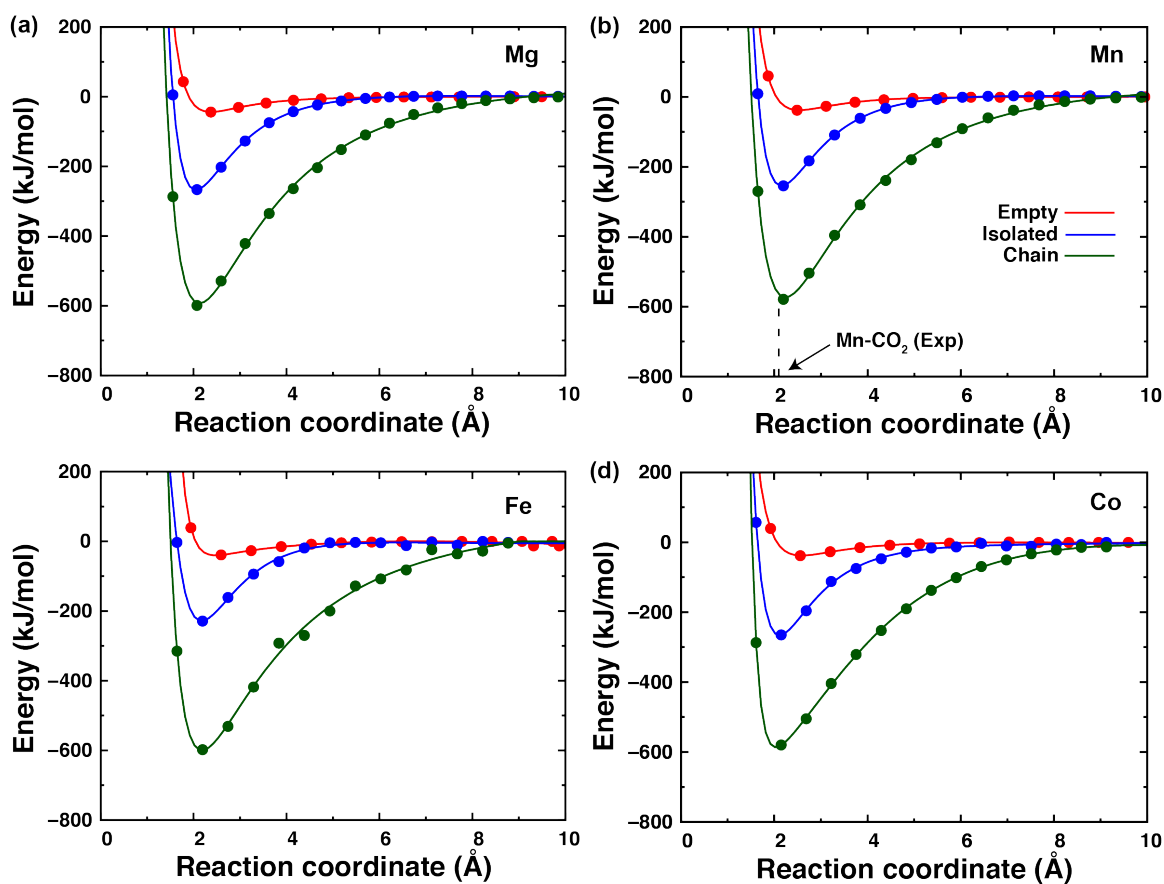 (a)
Mg
200
0
−200
−400
−600
−800
Energy (kJ/mol)
0 2 4 6 8 10
Reaction coordinate (Å)
(b)
Mn
200
0
−200
−400
−600
−800
Energy (kJ/mol)
Empty
Isolated
Chain
Mn-CO₂ (Exp)
0 2 4 6 8 10
Reaction coordinate (Å)
Fe
200
0
−200
−400
−600
−800
Energy (kJ/mol)
0 2 4 6 8 10
Reaction coordinate (Å)
(d)
Co
200
0
−200
−400
−600
−800
Energy (kJ/mol)
0 2 4 6 8 10
Reaction coordinate (Å)